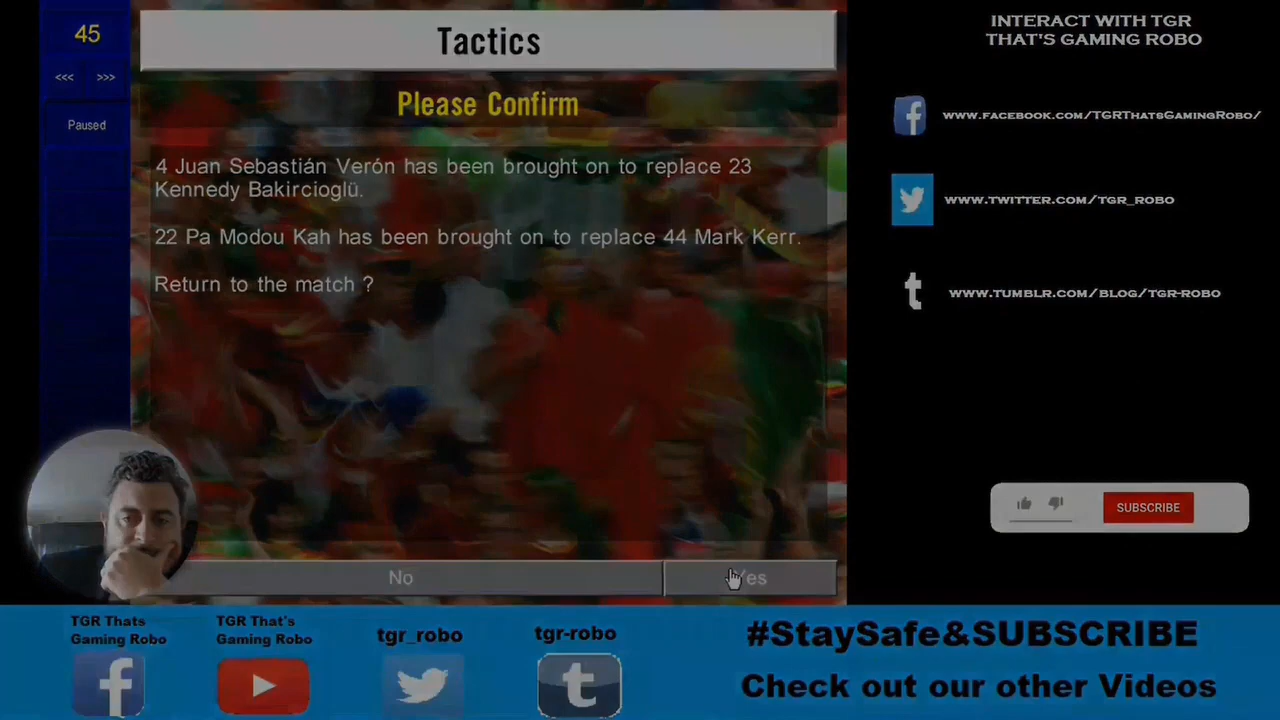 45
<<< >>>
Paused
Tactics
Please Confirm
4 Juan Sebastián Verón has been brought on to replace 23
Kennedy Bakircioglü.
22 Pa Modou Kah has been brought on to replace 44 Mark Kerr.
Return to the match ?
No
Yes
INTERACT WITH TGR
THAT'S GAMING ROBO
WWW.FACEBOOK.COM/TGRTHATSGAMINGROBO/
WWW.TWITTER.COM/TGR_ROBO
WWW.TUMBLR.COM/BLOG/TGR-ROBO
SUBSCRIBE
TGR Thats
Gaming Robo
TGR That's
Gaming Robo
tgr_robo
tgr-robo
#StaySafe&SUBSCRIBE
Check out our other Videos